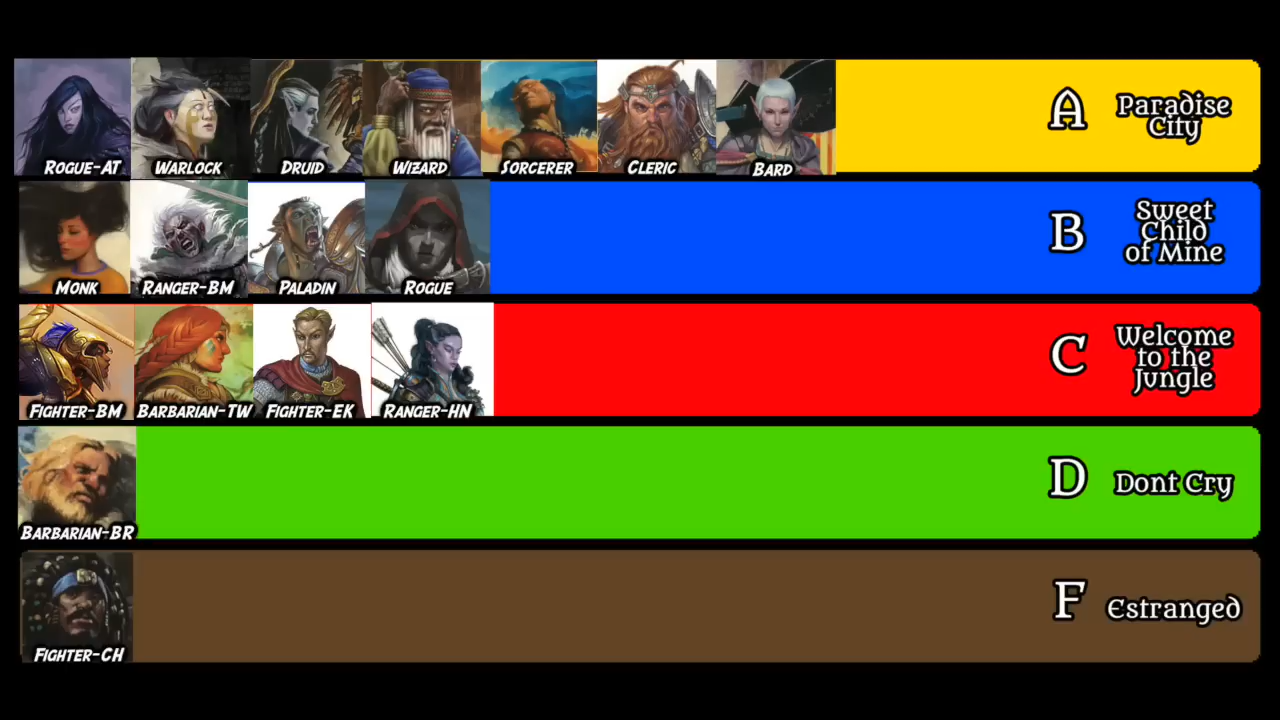 Rogue-AT
Warlock
Druid
Wizard
Sorcerer
Cleric
Bard
A
Paradise
City
Monk
Ranger-BM
Paladin
Rogue
B
Sweet
Child
of Mine
Fighter-BM
Barbarian-TW
Fighter-EK
Ranger-HN
C
Welcome
to the
Jungle
Barbarian-BR
D
Dont Cry
Fighter-CH
F
Estranged